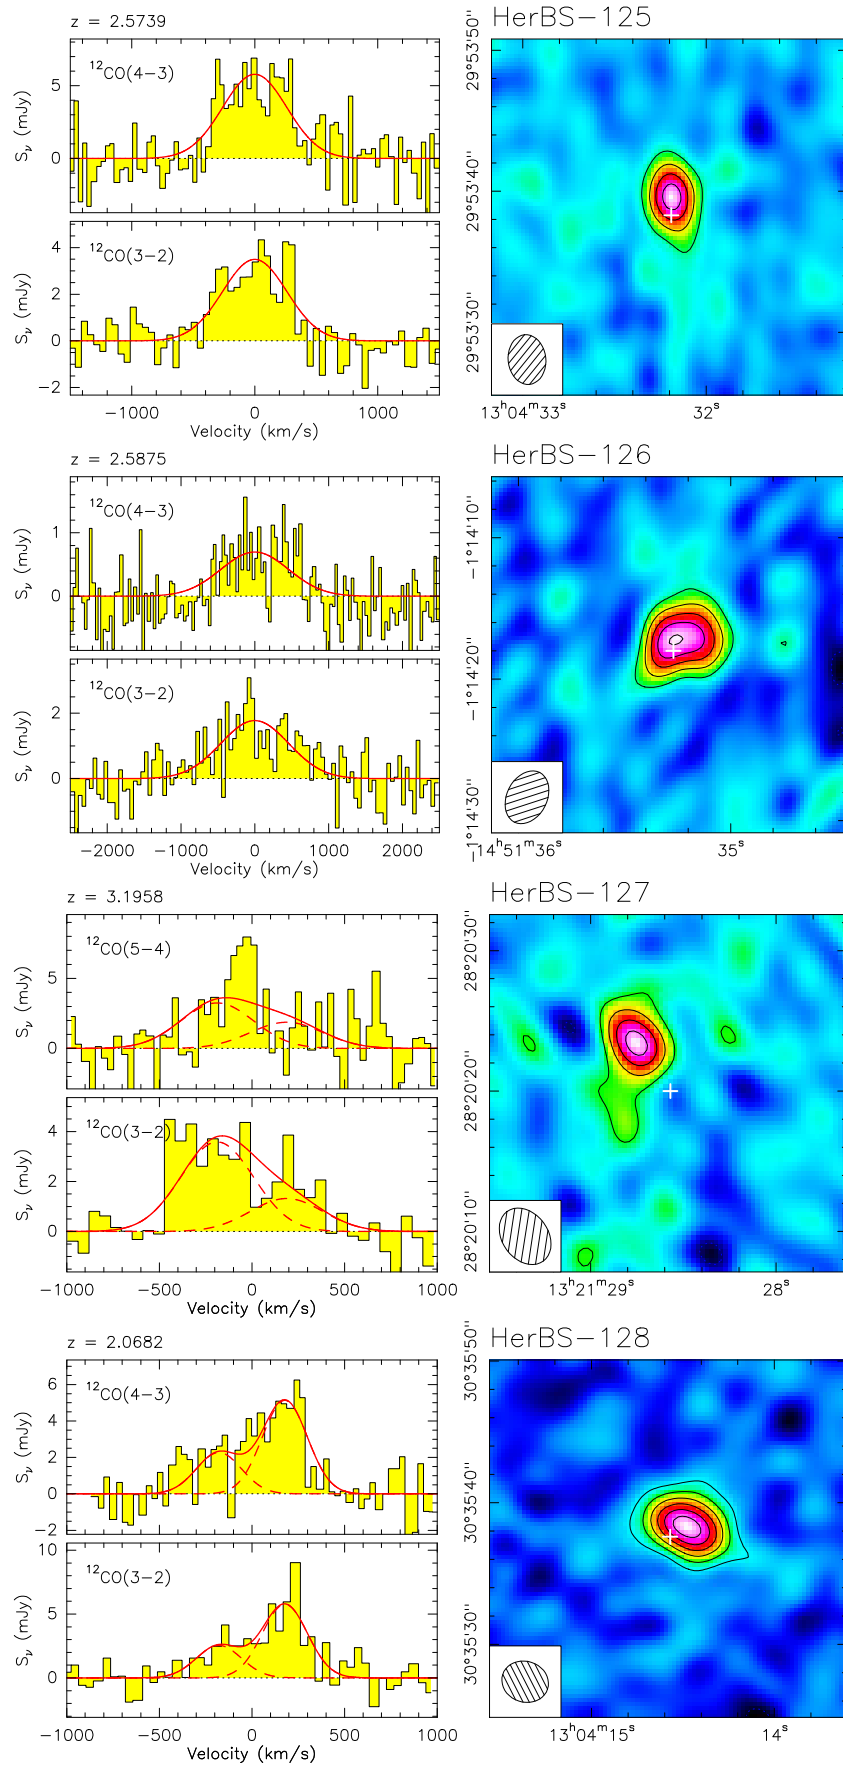 z = 2.5739
HerBS−125
¹²CO(4−3)
5
0
Sν (mJy)
¹²CO(3−2)
4
2
0
−2
Sν (mJy)
−1000 0 1000
Velocity (km/s)
29°53'50''
29°53'40''
29°53'30''
13ʰ04ᵐ33ˢ 32ˢ
z = 2.5875
HerBS−126
¹²CO(4−3)
1
0
Sν (mJy)
¹²CO(3−2)
2
0
Sν (mJy)
−2000 −1000 0 1000 2000
Velocity (km/s)
−1°14'10''
−1°14'20''
−1°14'30''
14ʰ51ᵐ36ˢ 35ˢ
z = 3.1958
HerBS−127
¹²CO(5−4)
5
0
Sν (mJy)
¹²CO(3−2)
4
2
0
Sν (mJy)
−1000 −500 0 500 1000
Velocity (km/s)
28°20'30''
28°20'20''
28°20'10''
13ʰ21ᵐ29ˢ 28ˢ
z = 2.0682
HerBS−128
¹²CO(4−3)
6
4
2
0
−2
Sν (mJy)
¹²CO(3−2)
10
5
0
Sν (mJy)
−1000 −500 0 500 1000
Velocity (km/s)
30°35'50''
30°35'40''
30°35'30''
13ʰ04ᵐ15ˢ 14ˢ